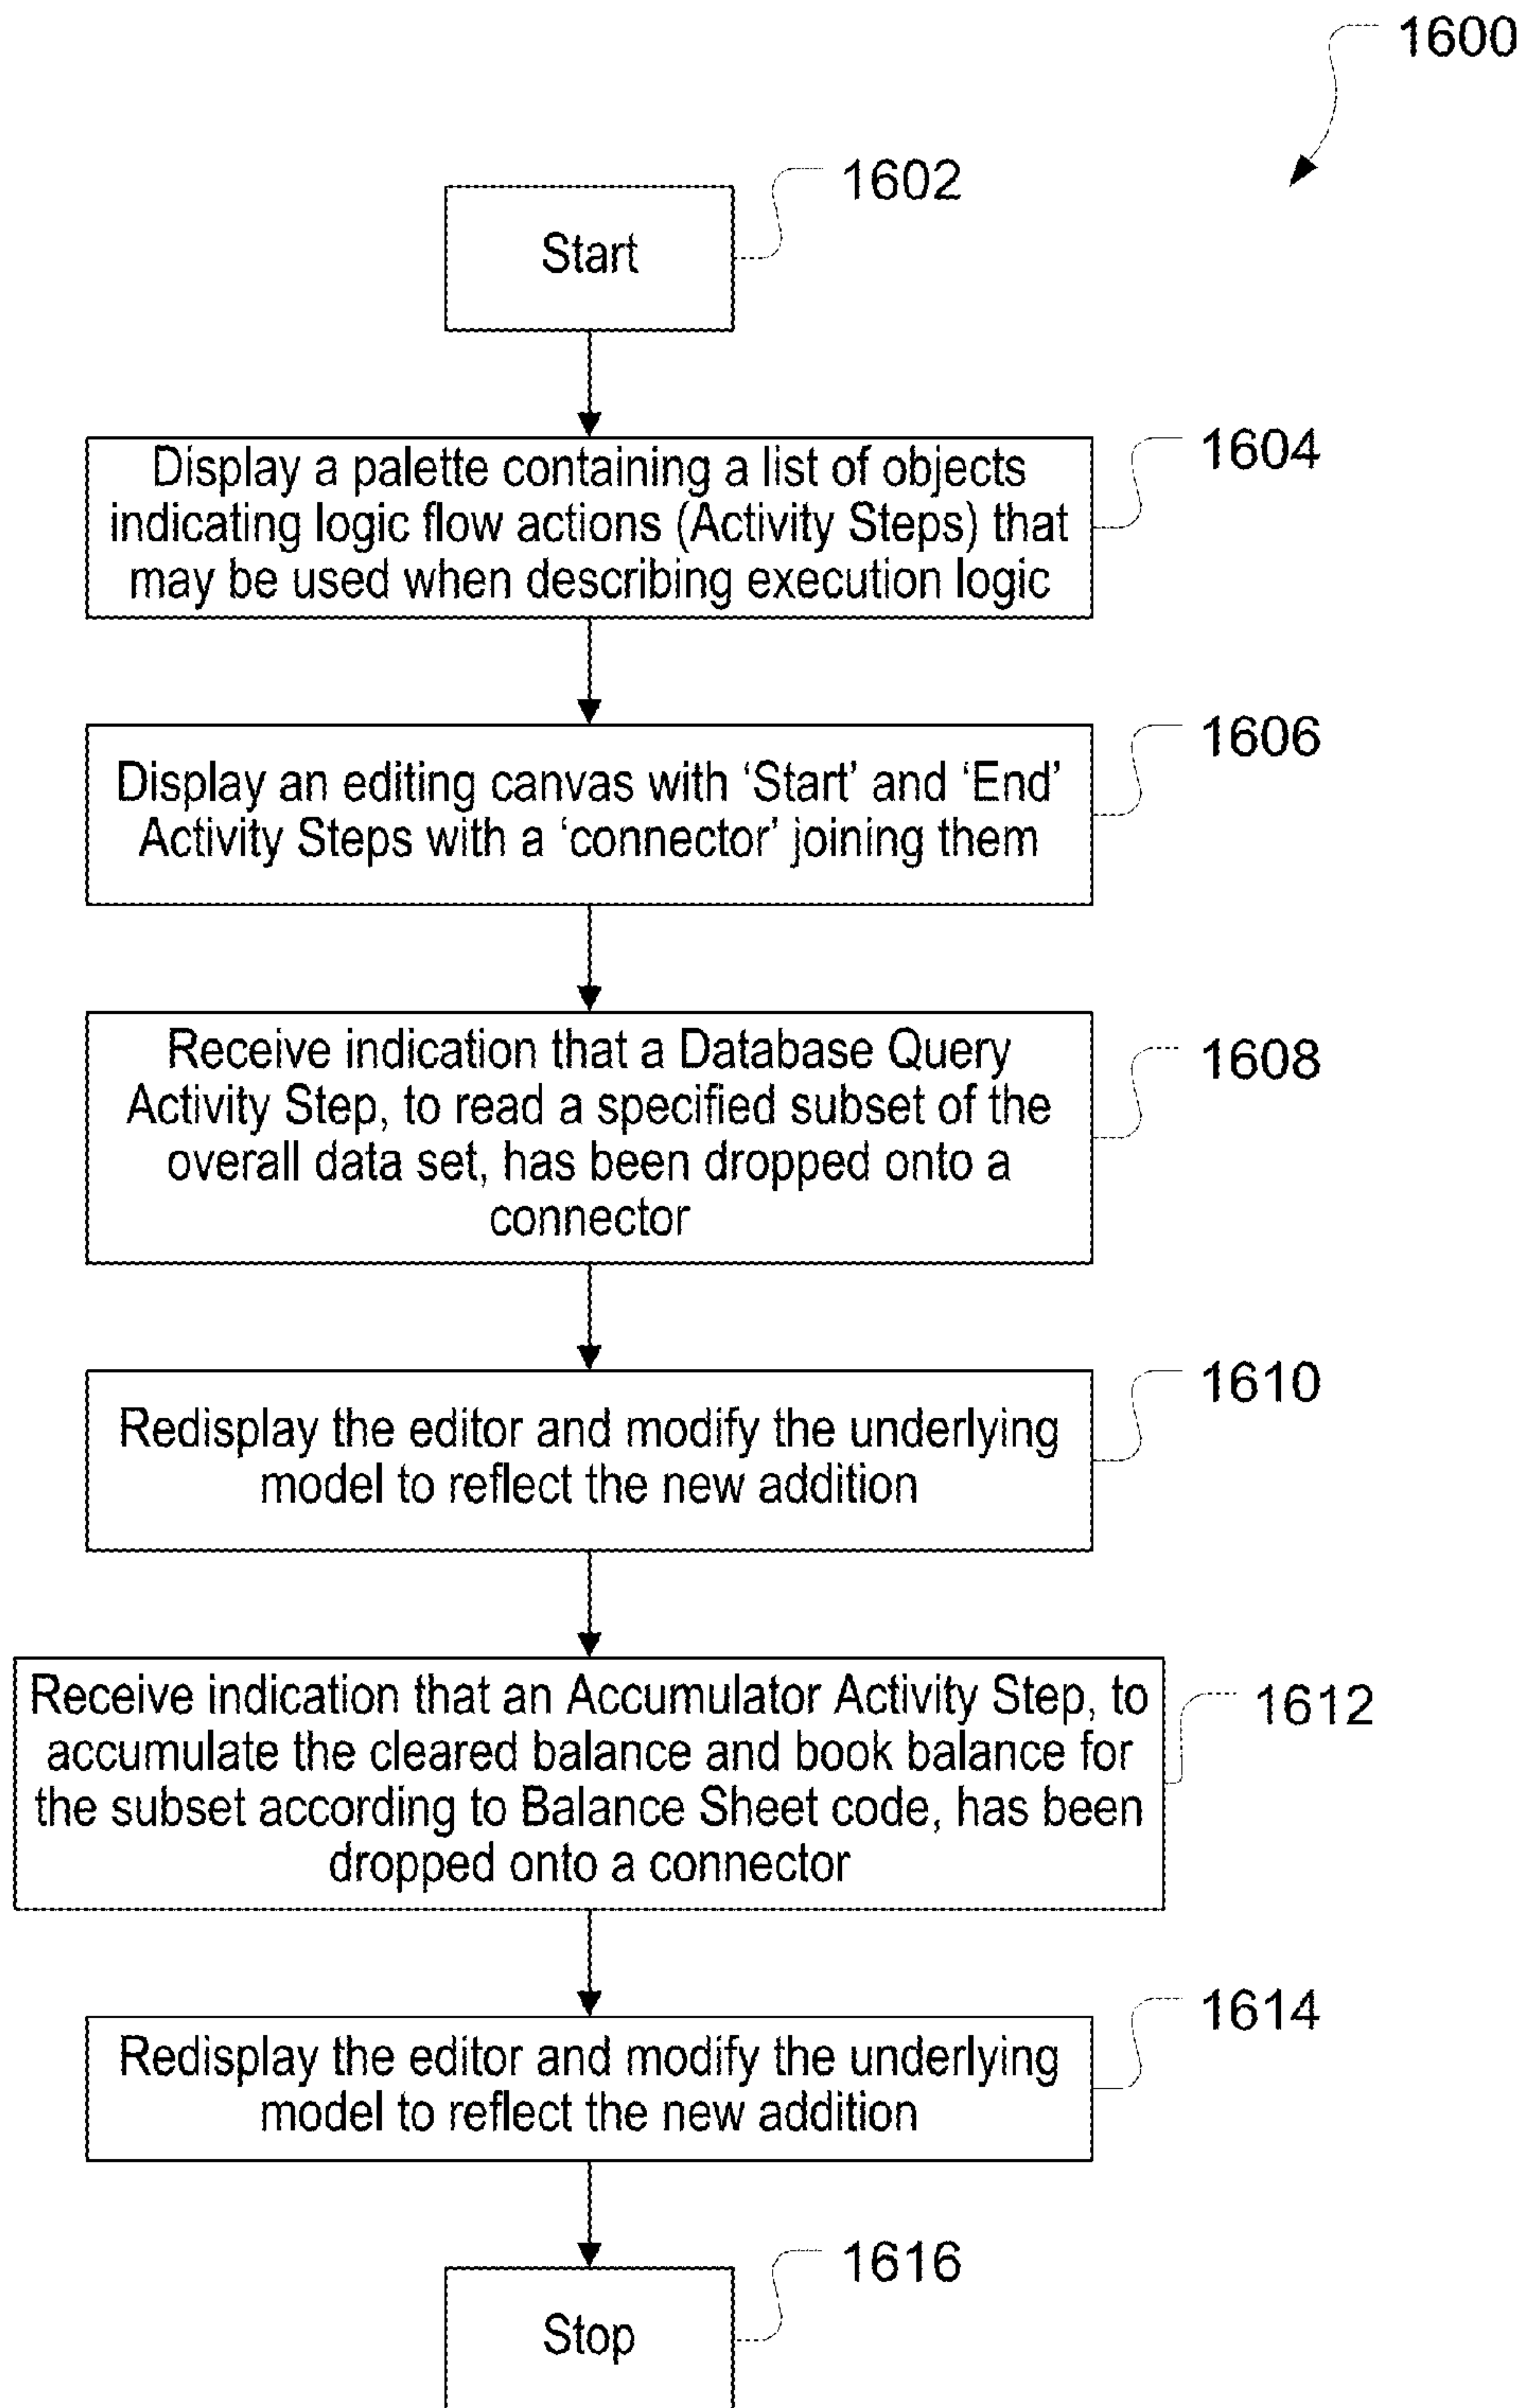 1600
1602
Start
1604
Display a palette containing a list of objects
indicating logic flow actions (Activity Steps) that
may be used when describing execution logic
1606
Display an editing canvas with ‘Start’ and ‘End’
Activity Steps with a ‘connector’ joining them
1608
Receive indication that a Database Query
Activity Step, to read a specified subset of the
overall data set, has been dropped onto a
connector
1610
Redisplay the editor and modify the underlying
model to reflect the new addition
1612
Receive indication that an Accumulator Activity Step, to
accumulate the cleared balance and book balance for
the subset according to Balance Sheet code, has been
dropped onto a connector
1614
Redisplay the editor and modify the underlying
model to reflect the new addition
1616
Stop